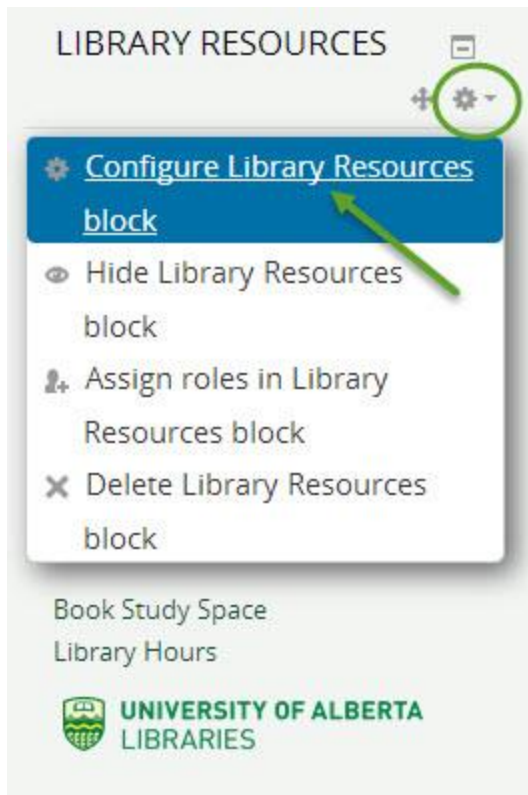 LIBRARY RESOURCES
Configure Library Resources
block
Hide Library Resources
block
Assign roles in Library
Resources block
Delete Library Resources
block
Book Study Space
Library Hours
UNIVERSITY OF ALBERTA
LIBRARIES